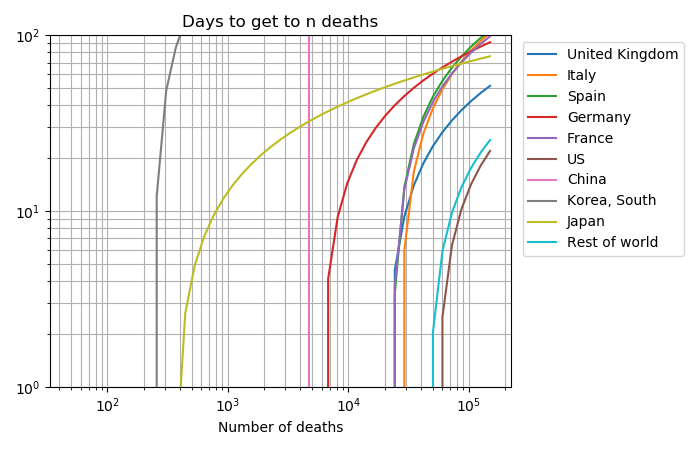 Days to get to n deaths
10²
10¹
10⁰
10²
10³
10⁴
10⁵
Number of deaths
United Kingdom
Italy
Spain
Germany
France
US
China
Korea, South
Japan
Rest of world